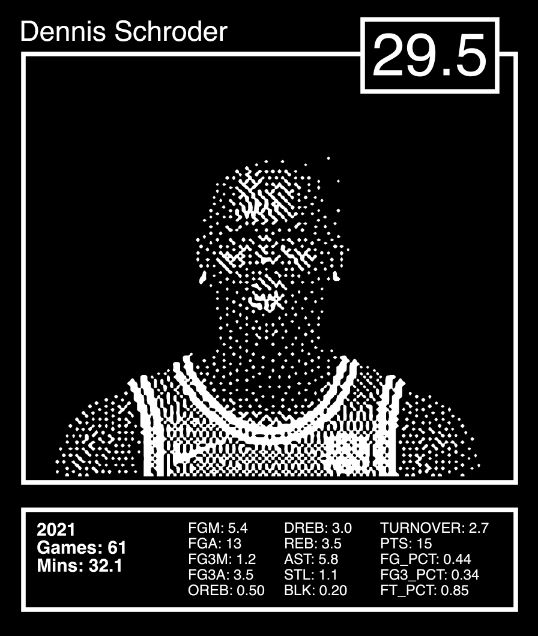 Dennis Schroder
29.5
2021
Games: 61
Mins: 32.1
FGM: 5.4
FGA: 13
FG3M: 1.2
FG3A: 3.5
OREB: 0.50
DREB: 3.0
REB: 3.5
AST: 5.8
STL: 1.1
BLK: 0.20
TURNOVER: 2.7
PTS: 15
FG_PCT: 0.44
FG3_PCT: 0.34
FT_PCT: 0.85